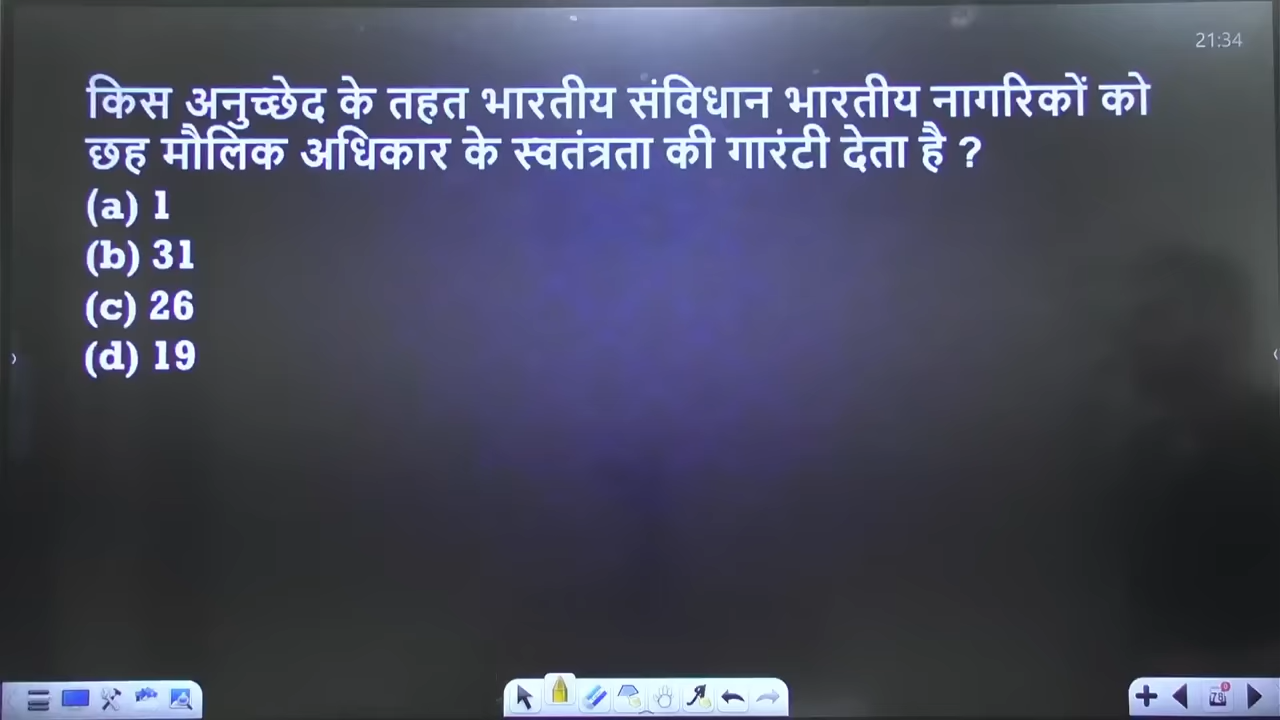 21:34
किस अनुच्छेद के तहत भारतीय संविधान भारतीय नागरिकों को
छह मौलिक अधिकार के स्वतंत्रता की गारंटी देता है ?
(a) 1
(b) 31
(c) 26
(d) 19